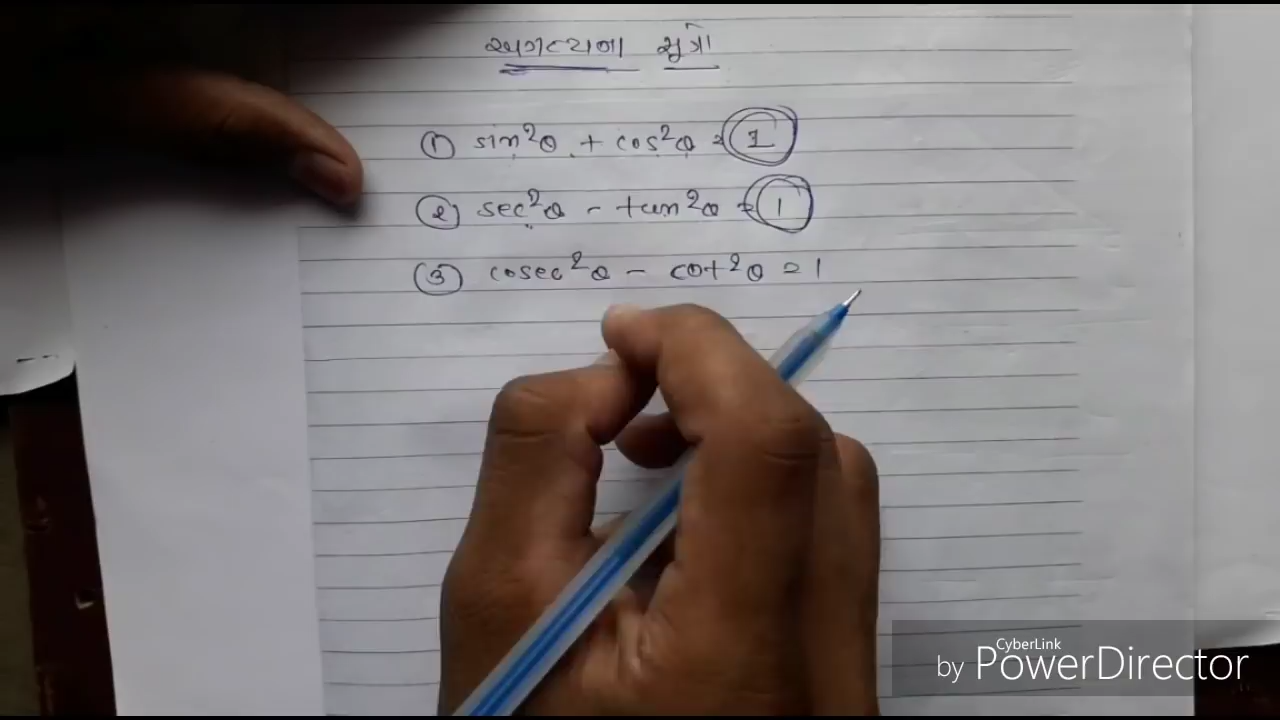 અગત્યના સૂત્રો
① sin²θ + cos²θ = 1
② sec²θ - tan²θ = 1
③ cosec²θ - cot²θ = 1
CyberLink
by PowerDirector